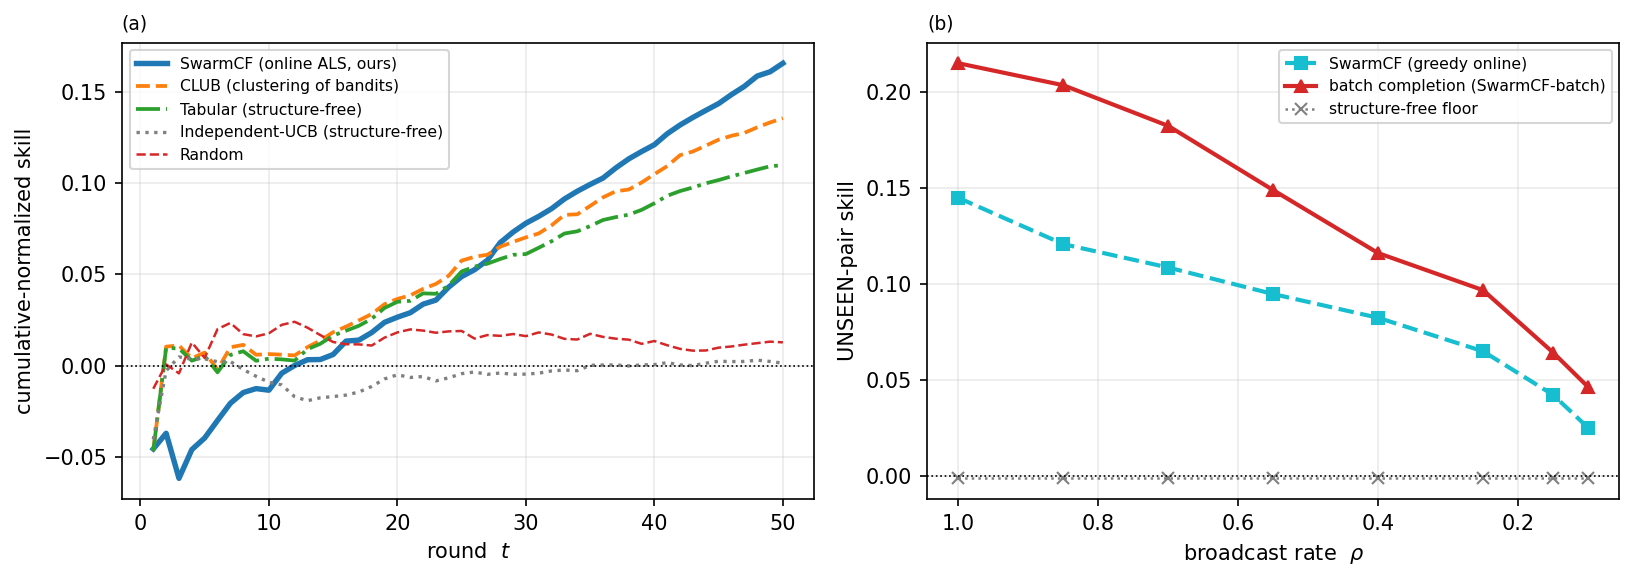 (a)
cumulative-normalized skill
0.15
0.10
0.05
0.00
−0.05
SwarmCF (online ALS, ours)
CLUB (clustering of bandits)
Tabular (structure-free)
Independent-UCB (structure-free)
Random
0 10 20 30 40 50
round t
(b)
UNSEEN-pair skill
0.20
0.15
0.10
0.05
0.00
SwarmCF (greedy online)
batch completion (SwarmCF-batch)
structure-free floor
1.0 0.8 0.6 0.4 0.2
broadcast rate ρ